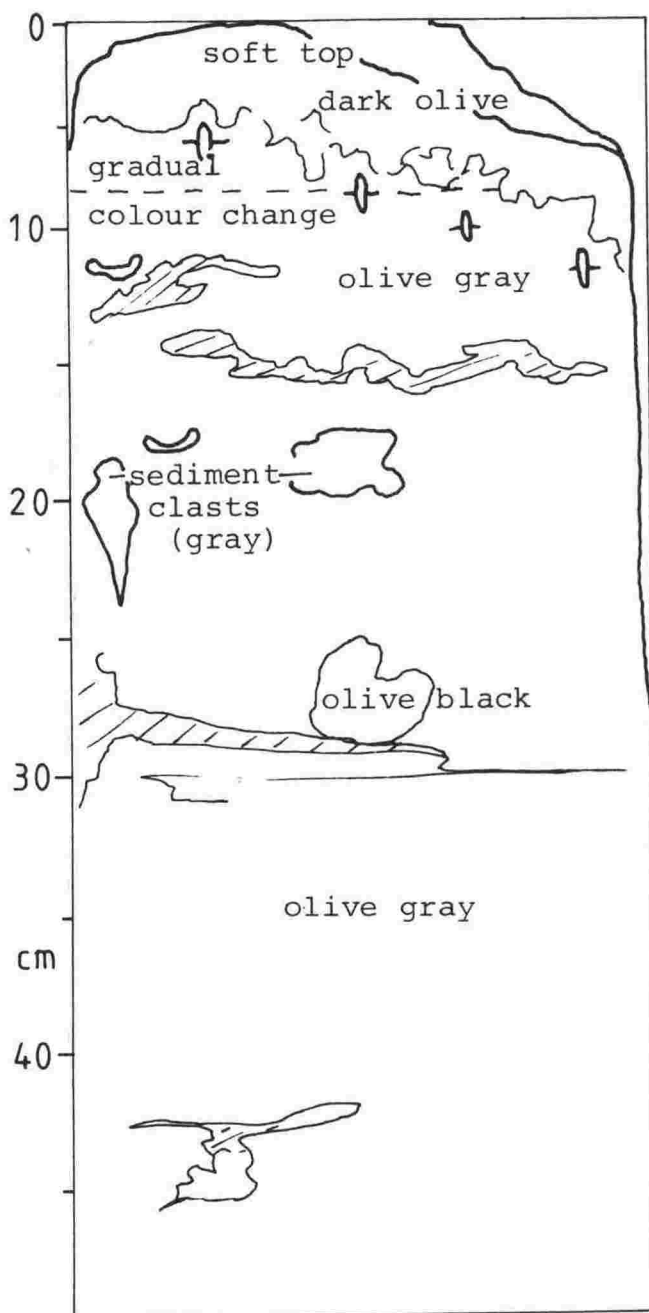 0
soft top
dark olive
gradual
colour change
10
olive gray
sediment
clasts
20
(gray)
olive black
30
olive gray
cm
40